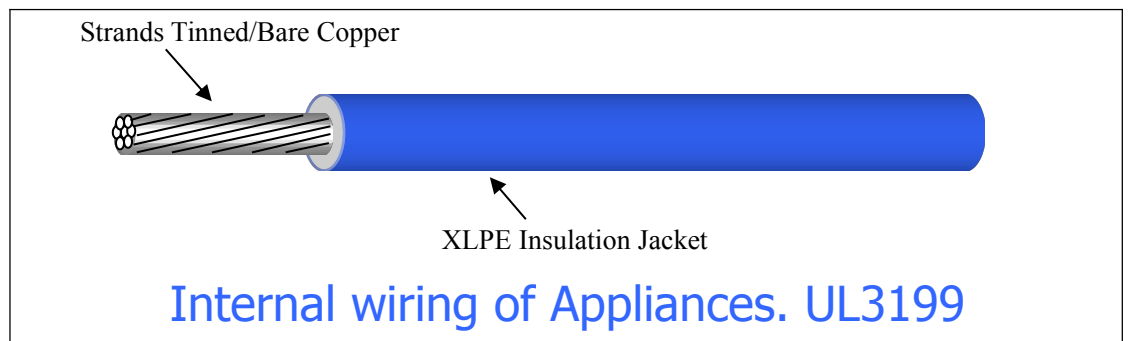 Strands Tinned/Bare Copper
XLPE Insulation Jacket
Internal wiring of Appliances. UL3199